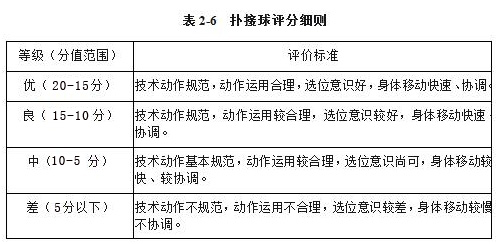 表 2-6 扑接球评分细则
等级（分值范围） 评价标准
优（ 20-15分） 技术动作规范，动作运用合理，选位意识好，身体移动快速、协调。
良（ 15-10 分） 技术动作规范，动作运用较合理，选位意识较好，身体移动快速
协调。
中（10-5 分） 技术动作基本规范，动作运用较合理，选位意识尚可，身体移动较
快、较协调。
差（ 5分以下） 技术动作不规范，动作运用不合理，选位意识较差，身体移动较慢
不协调。